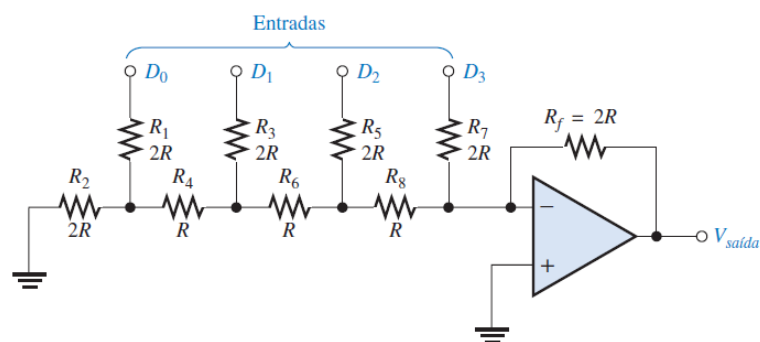 Entradas
D0 D1 D2 D3
Rf = 2R
R1 R3 R5 R7
2R 2R 2R 2R
R2 R4 R6 R8
2R R R R
−
+
Vsaída